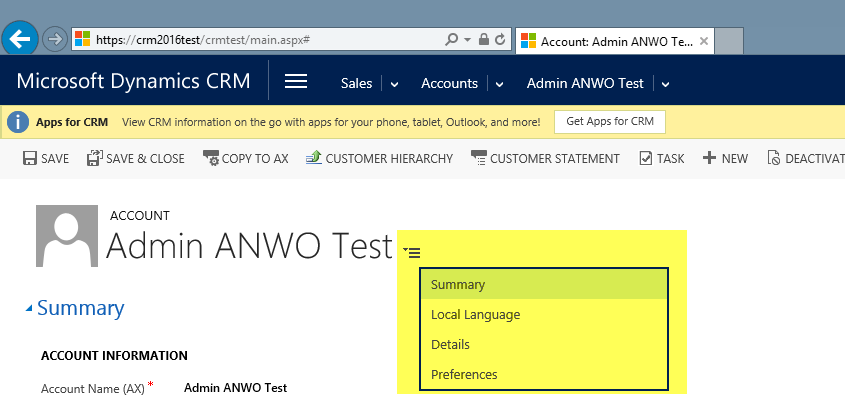 https://crm2016test/crmtest/main.aspx#
Account: Admin ANWO Te...
Microsoft Dynamics CRM
Sales
Accounts
Admin ANWO Test
Apps for CRM View CRM information on the go with apps for your phone, tablet, Outlook, and more! Get Apps for CRM
SAVE SAVE & CLOSE COPY TO AX CUSTOMER HIERARCHY CUSTOMER STATEMENT TASK NEW DEACTIVAT
ACCOUNT
Admin ANWO Test
Summary
Local Language
Details
Preferences
Summary
ACCOUNT INFORMATION
Account Name (AX) * Admin ANWO Test